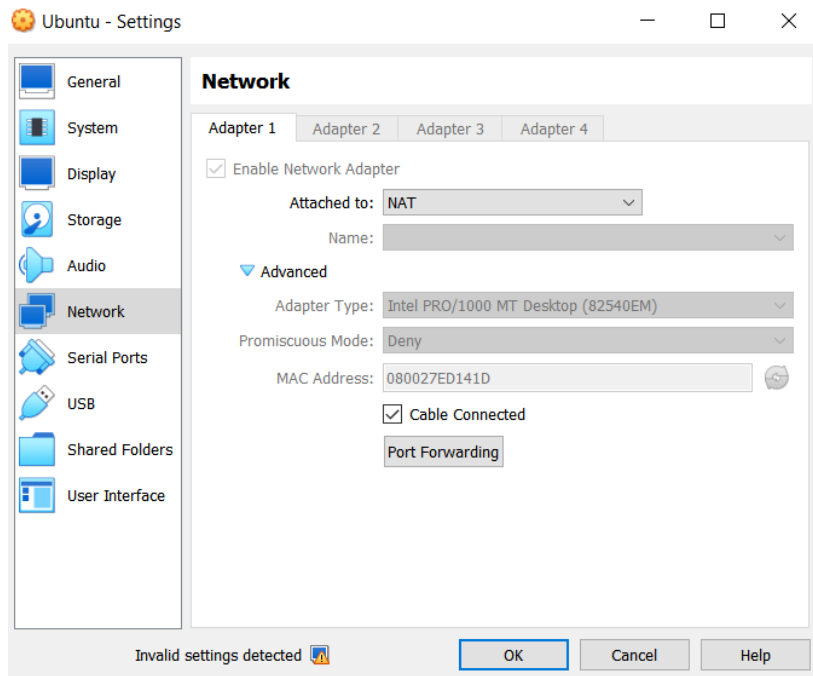 Ubuntu - Settings
General
System
Display
Storage
Audio
Network
Serial Ports
USB
Shared Folders
User Interface
Network
Adapter 1 Adapter 2 Adapter 3 Adapter 4
Enable Network Adapter
Attached to: NAT
Name:
Advanced
Adapter Type: Intel PRO/1000 MT Desktop (82540EM)
Promiscuous Mode: Deny
MAC Address: 080027ED141D
Cable Connected
Port Forwarding
Invalid settings detected
OK Cancel Help